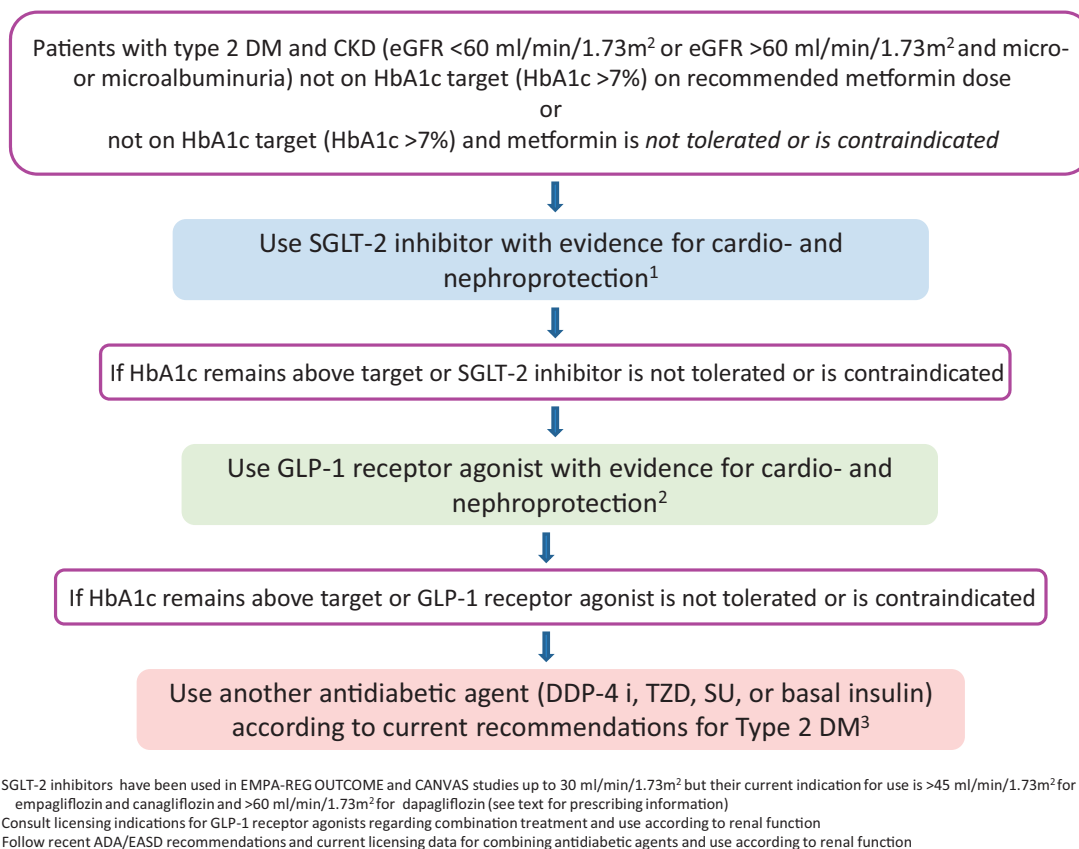 Patients with type 2 DM and CKD (eGFR <60 ml/min/1.73m² or eGFR >60 ml/min/1.73m² and micro-
or microalbuminuria) not on HbA1c target (HbA1c >7%) on recommended metformin dose
or
not on HbA1c target (HbA1c >7%) and metformin is not tolerated or is contraindicated
Use SGLT-2 inhibitor with evidence for cardio- and
nephroprotection¹
If HbA1c remains above target or SGLT-2 inhibitor is not tolerated or is contraindicated
Use GLP-1 receptor agonist with evidence for cardio- and
nephroprotection²
If HbA1c remains above target or GLP-1 receptor agonist is not tolerated or is contraindicated
Use another antidiabetic agent (DDP-4 i, TZD, SU, or basal insulin)
according to current recommendations for Type 2 DM³
SGLT-2 inhibitors have been used in EMPA-REG OUTCOME and CANVAS studies up to 30 ml/min/1.73m² but their current indication for use is >45 ml/min/1.73m² for
empagliflozin and canagliflozin and >60 ml/min/1.73m² for dapagliflozin (see text for prescribing information)
Consult licensing indications for GLP-1 receptor agonists regarding combination treatment and use according to renal function
Follow recent ADA/EASD recommendations and current licensing data for combining antidiabetic agents and use according to renal function